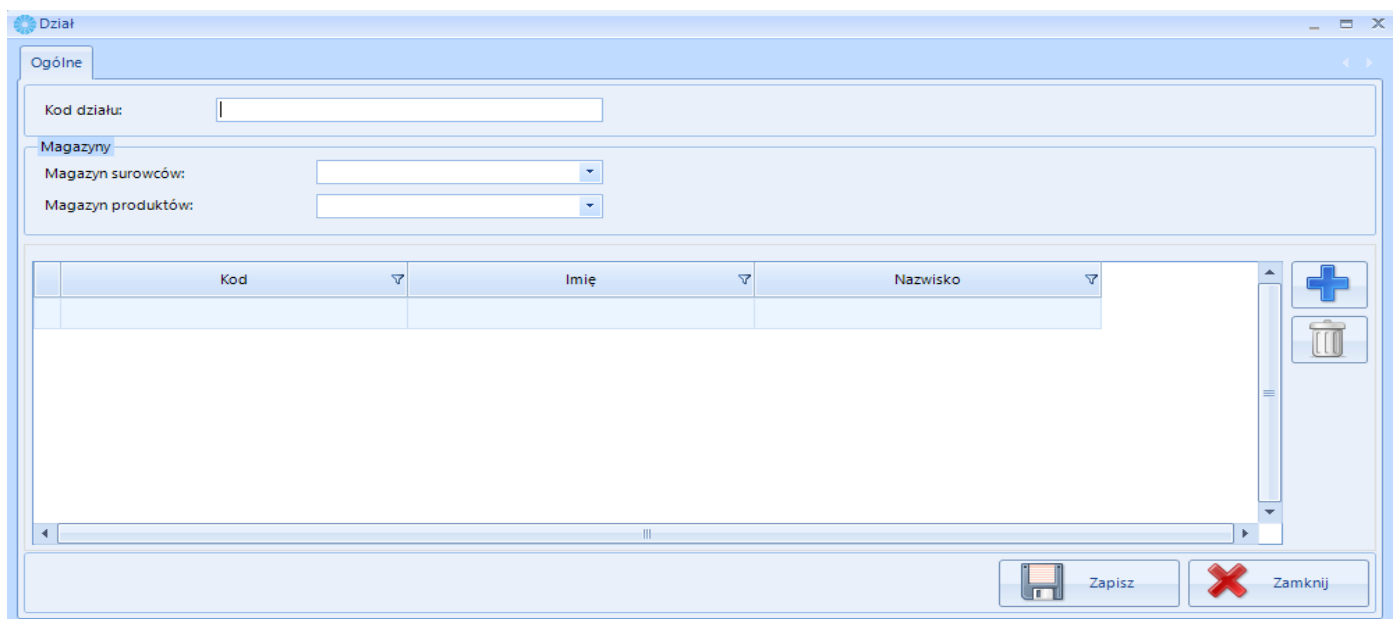 Dział
Ogólne
Kod działu:
Magazyny
Magazyn surowców:
Magazyn produktów:
Kod Imię Nazwisko
Zapisz Zamknij